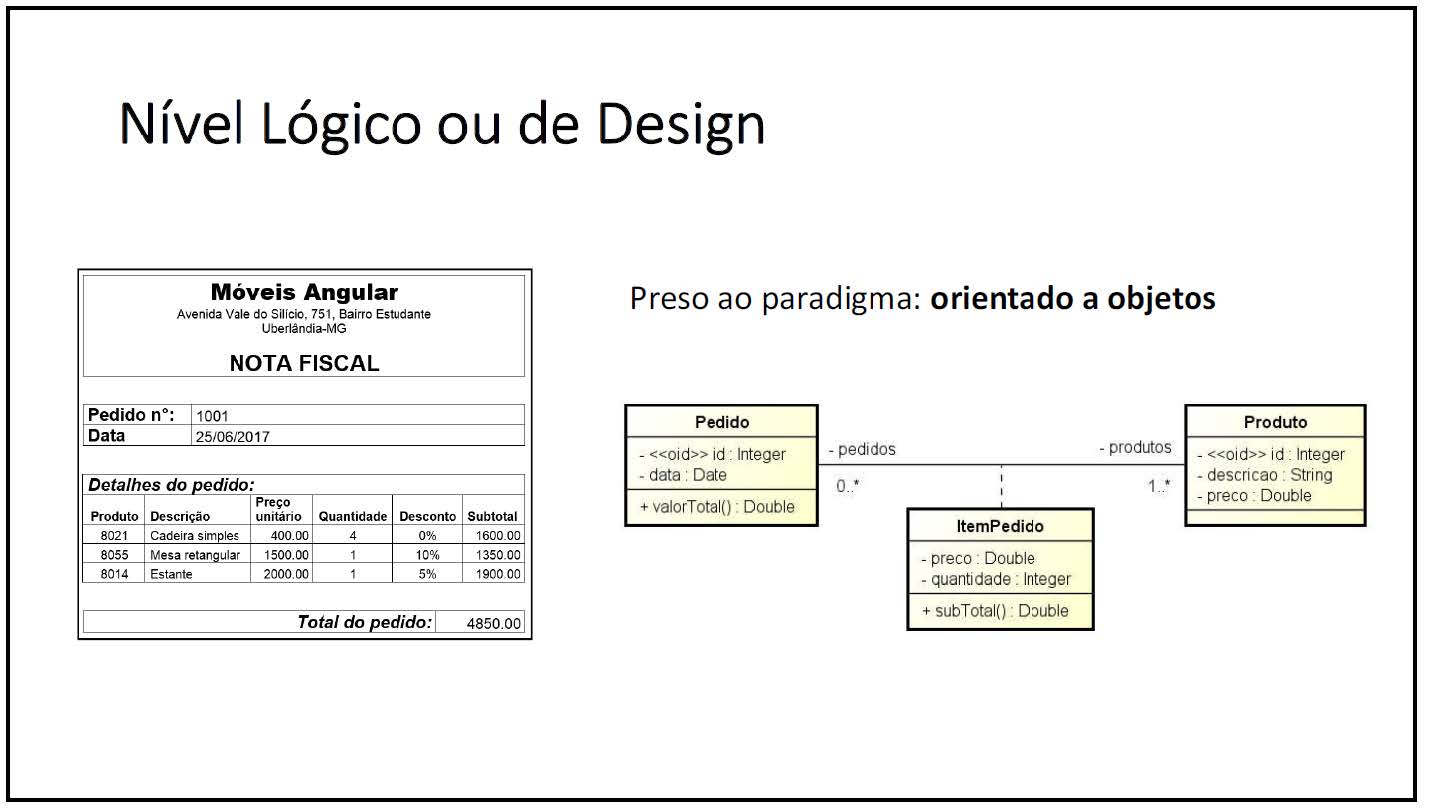 Nível Lógico ou de Design
Móveis Angular
Avenida Vale do Silício, 751, Bairro Estudante
Uberlândia-MG
NOTA FISCAL
Pedido n°: 1001
Data 25/06/2017
Detalhes do pedido:
Produto Descrição Preço unitário Quantidade Desconto Subtotal
8021 Cadeira simples 400.00 4 0% 1600.00
8055 Mesa retangular 1500.00 1 10% 1350.00
8014 Estante 2000.00 1 5% 1900.00
Total do pedido: 4850.00
Preso ao paradigma: orientado a objetos
Pedido
- <<oid>> id : Integer
- data : Date
+ valorTotal() : Double
- pedidos
0..*
- produtos
1..*
Produto
- <<oid>> id : Integer
- descricao : String
- preco : Double
ItemPedido
- preco : Double
- quantidade : Integer
+ subTotal() : Double